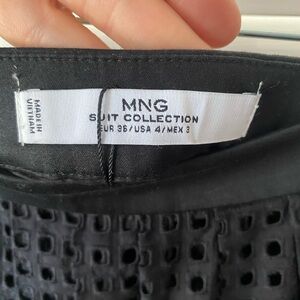 MADE IN
VIETNAM
MNG
SUIT COLLECTION
EUR 36/USA 4/MEX 3